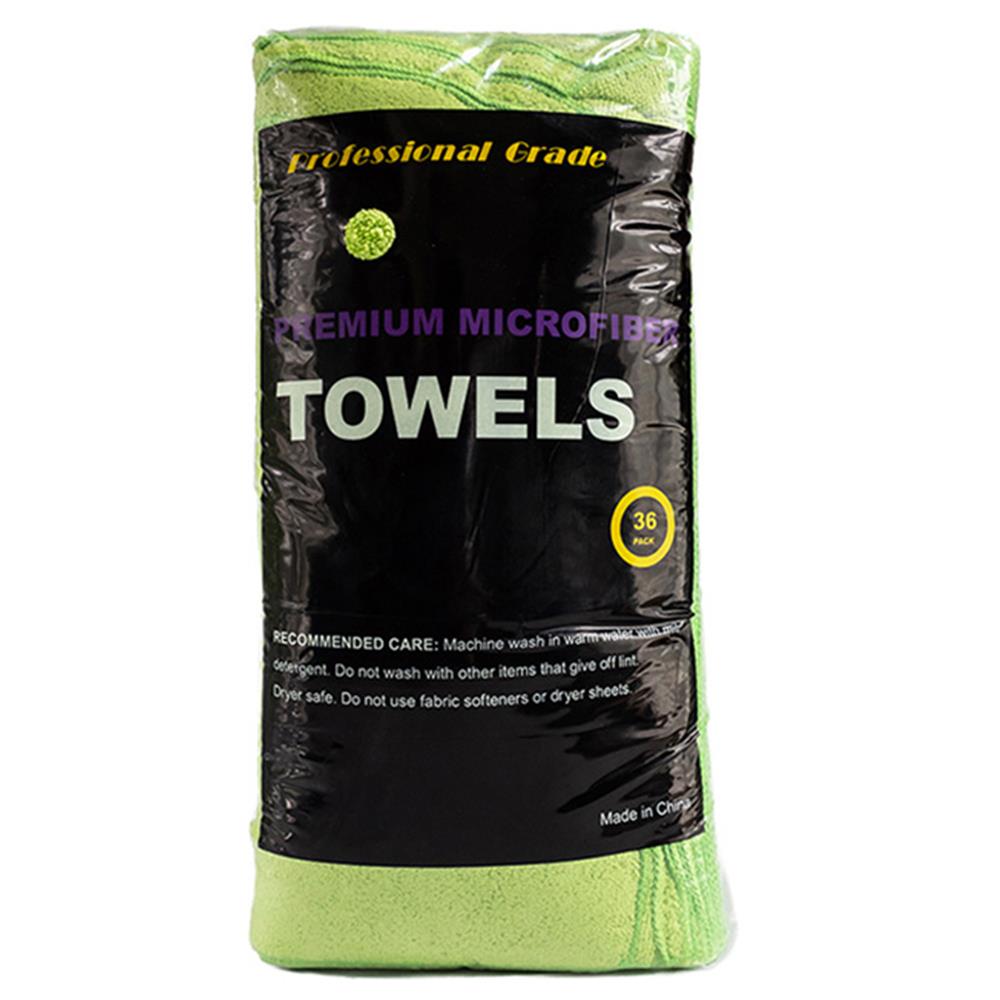 Professional Grade
PREMIUM MICROFIBER
TOWELS
36
PACK
RECOMMENDED CARE: Machine wash in warm water with
detergent. Do not wash with other items that give off lint.
Dryer safe. Do not use fabric softeners or dryer sheets.
Made in China